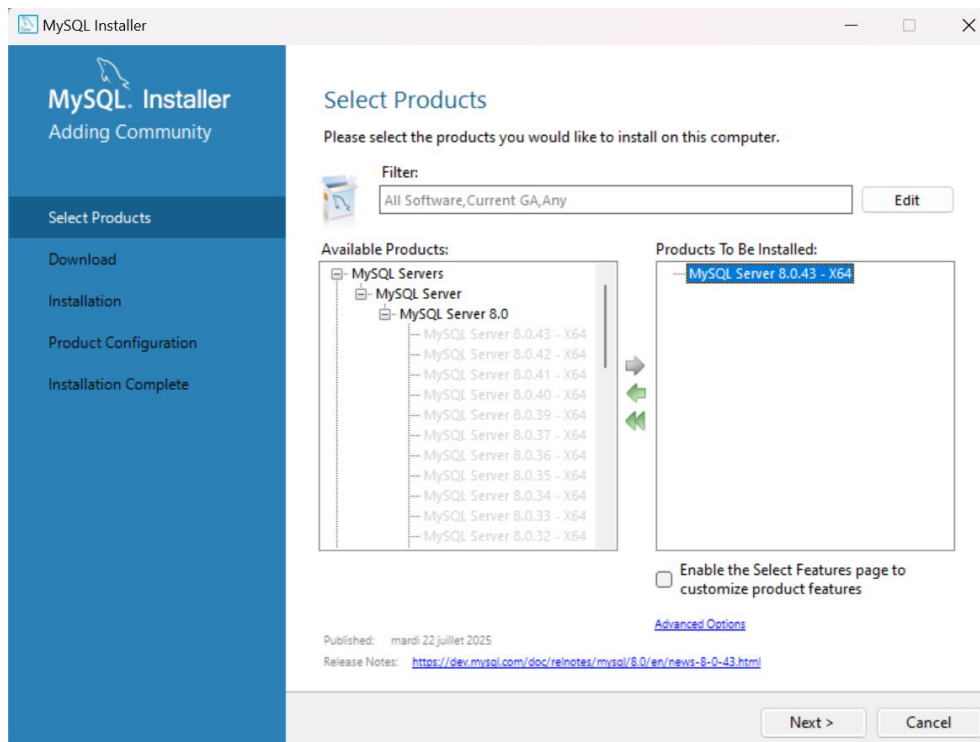 MySQL Installer
MySQL. Installer
Adding Community
Select Products
Download
Installation
Product Configuration
Installation Complete
Select Products
Please select the products you would like to install on this computer.
Filter:
All Software,Current GA,Any
Edit
Available Products:
MySQL Servers
MySQL Server
MySQL Server 8.0
MySQL Server 8.0.43 - X64
MySQL Server 8.0.42 - X64
MySQL Server 8.0.41 - X64
MySQL Server 8.0.40 - X64
MySQL Server 8.0.39 - X64
MySQL Server 8.0.37 - X64
MySQL Server 8.0.36 - X64
MySQL Server 8.0.35 - X64
MySQL Server 8.0.34 - X64
MySQL Server 8.0.33 - X64
MySQL Server 8.0.32 - X64
Products To Be Installed:
MySQL Server 8.0.43 - X64
Enable the Select Features page to
customize product features
Advanced Options
Published: mardi 22 juillet 2025
Release Notes: https://dev.mysql.com/doc/relnotes/mysql/8.0/en/news-8-0-43.html
Next >
Cancel